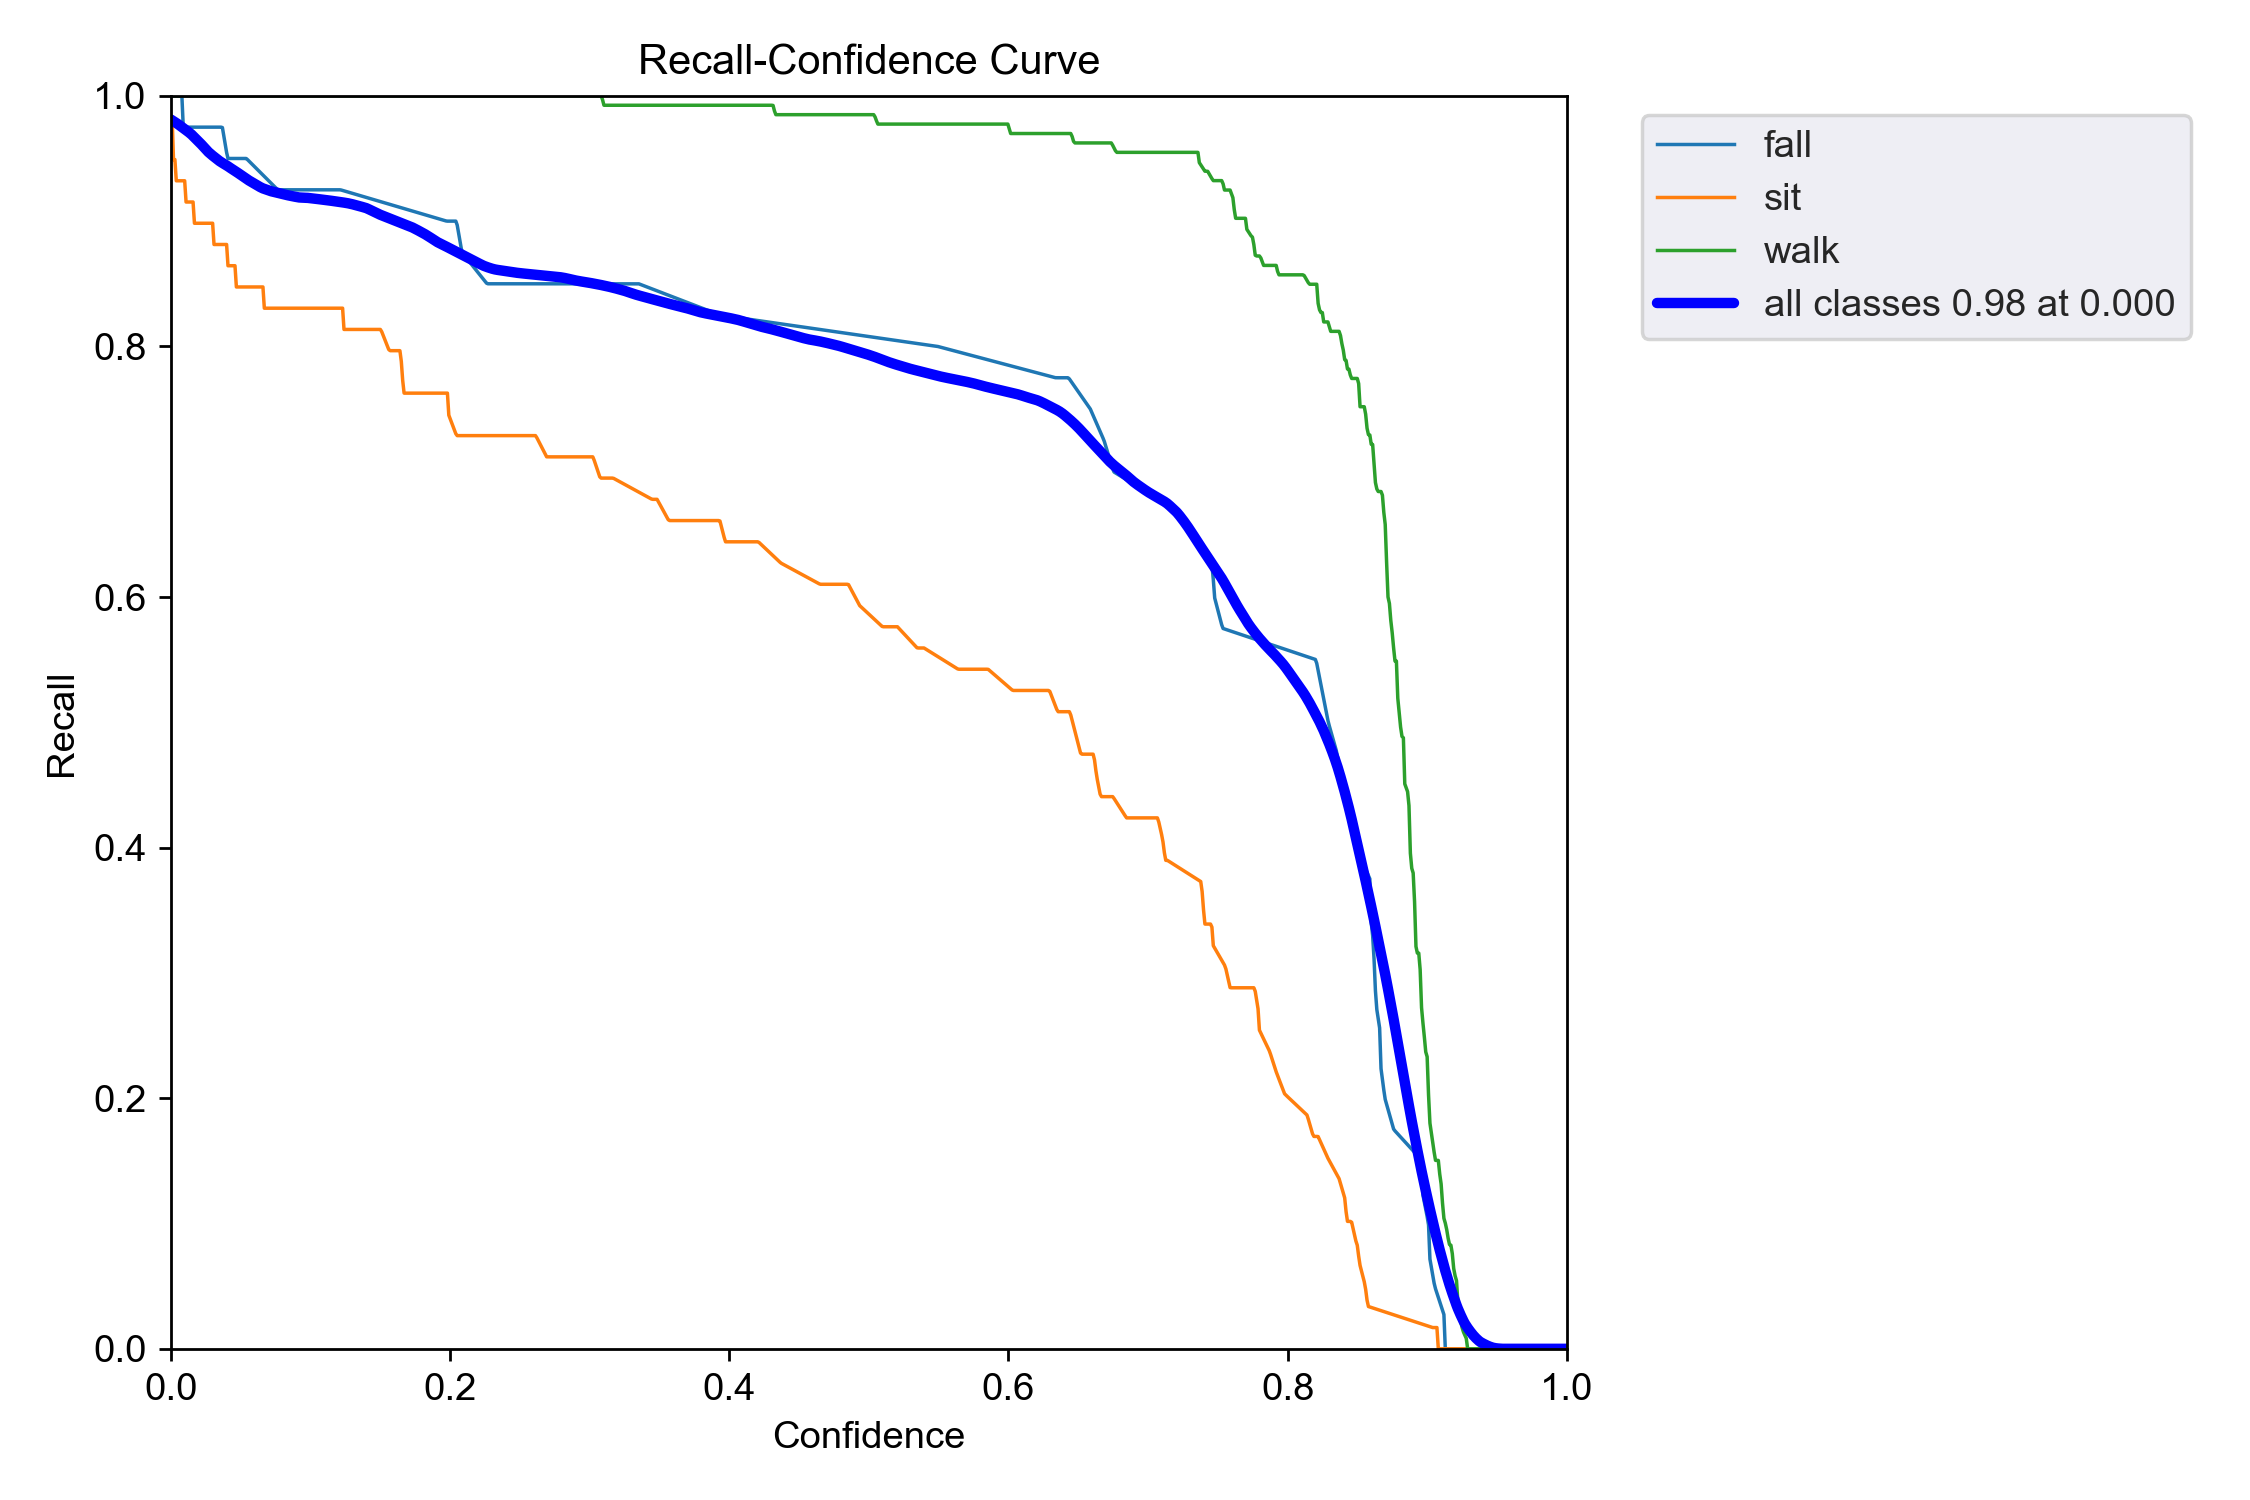 Recall-Confidence Curve
1.0
0.8
0.6
0.4
0.2
0.0
Recall
0.0 0.2 0.4 0.6 0.8 1.0
Confidence
fall
sit
walk
all classes 0.98 at 0.000